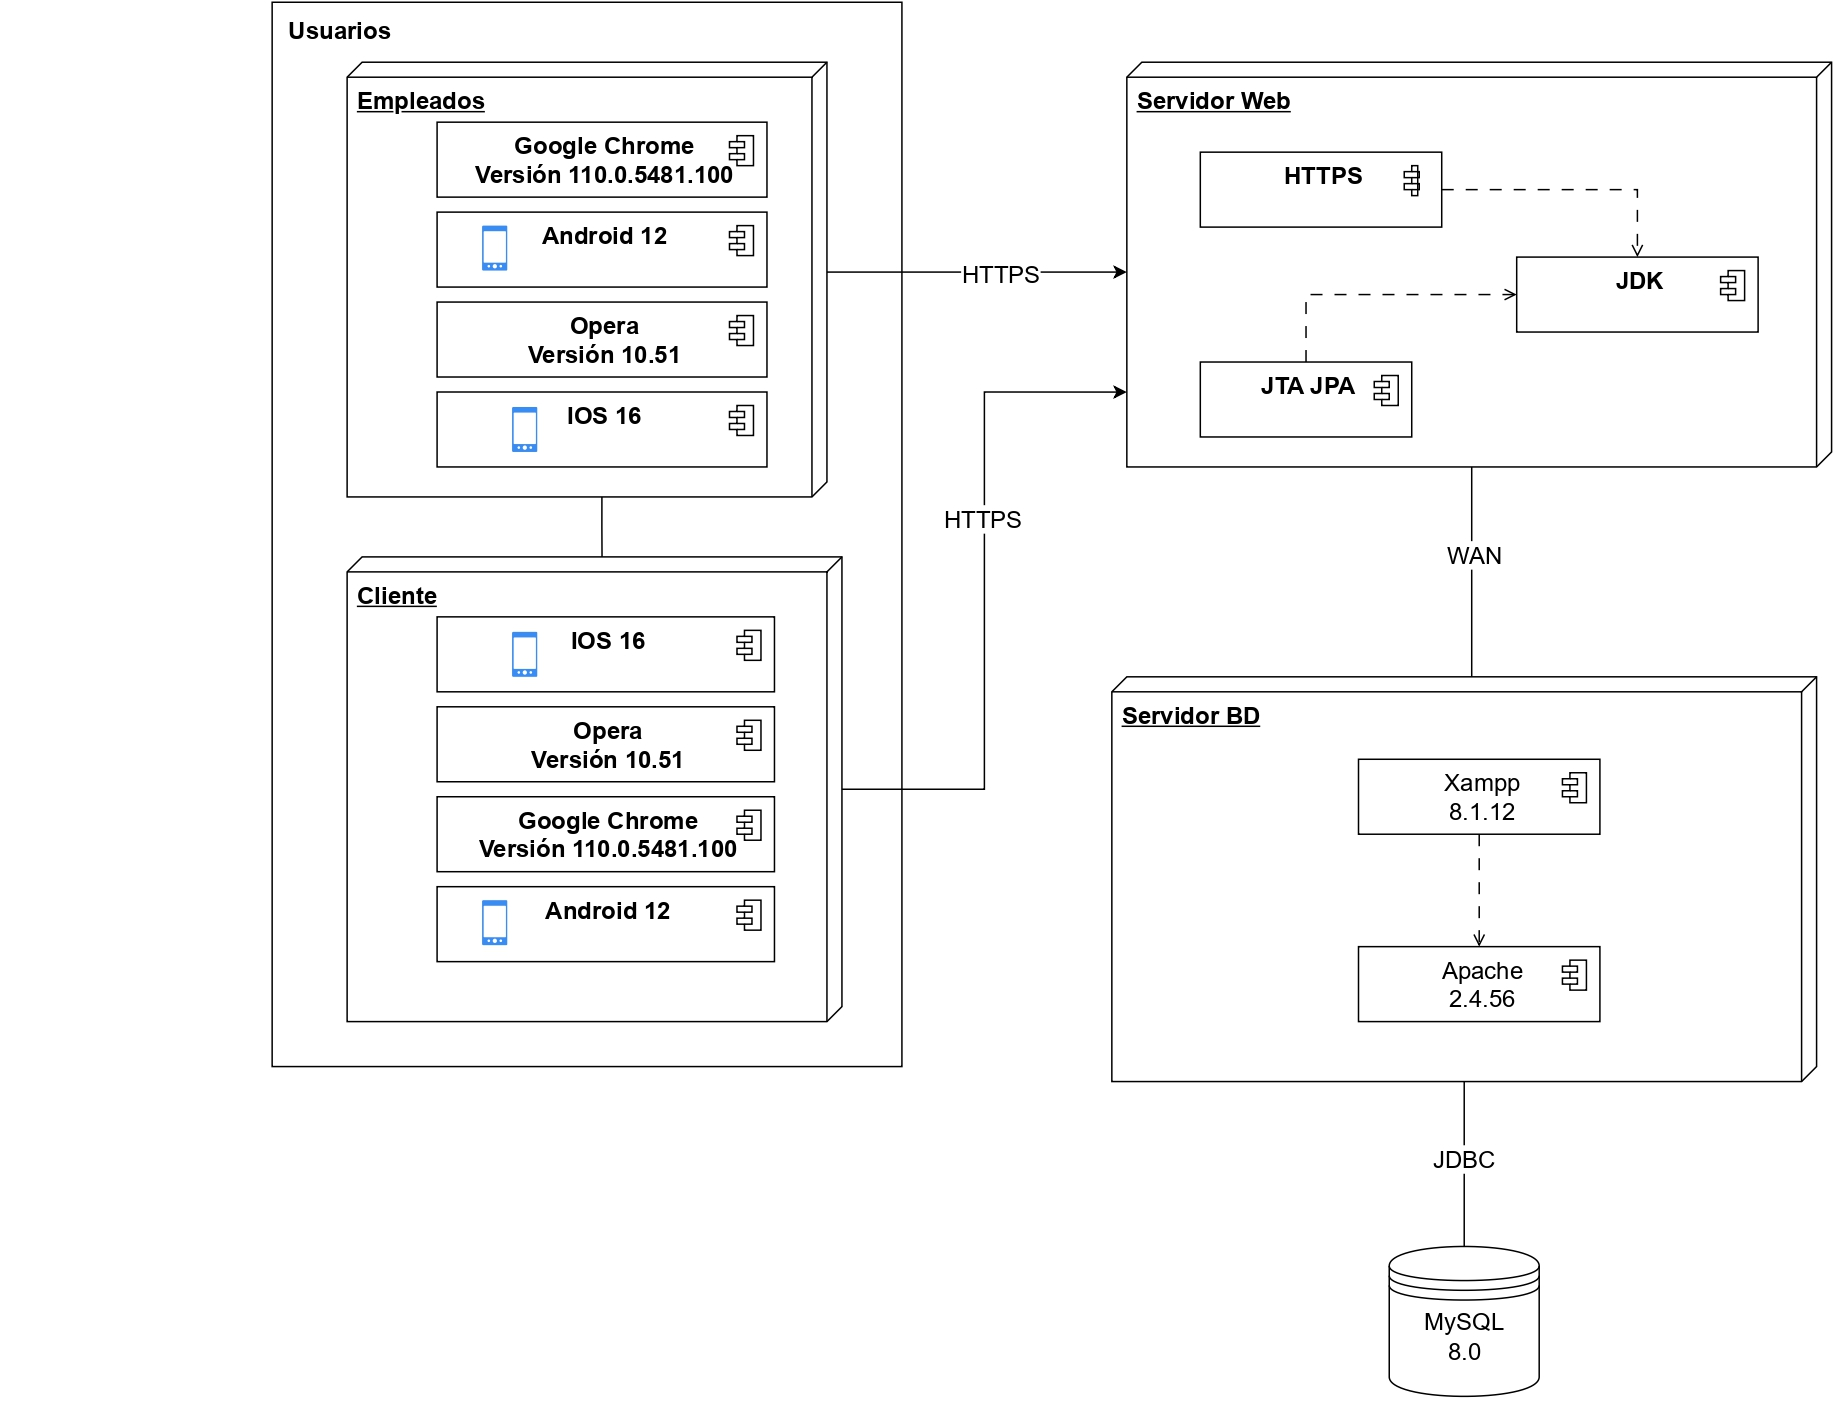 Usuarios
Empleados
Google Chrome
Versión 110.0.5481.100
Android 12
Opera
Versión 10.51
IOS 16
Cliente
IOS 16
Opera
Versión 10.51
Google Chrome
Versión 110.0.5481.100
Android 12
HTTPS
HTTPS
Servidor Web
HTTPS
JDK
JTA JPA
WAN
Servidor BD
Xampp
8.1.12
Apache
2.4.56
JDBC
MySQL
8.0